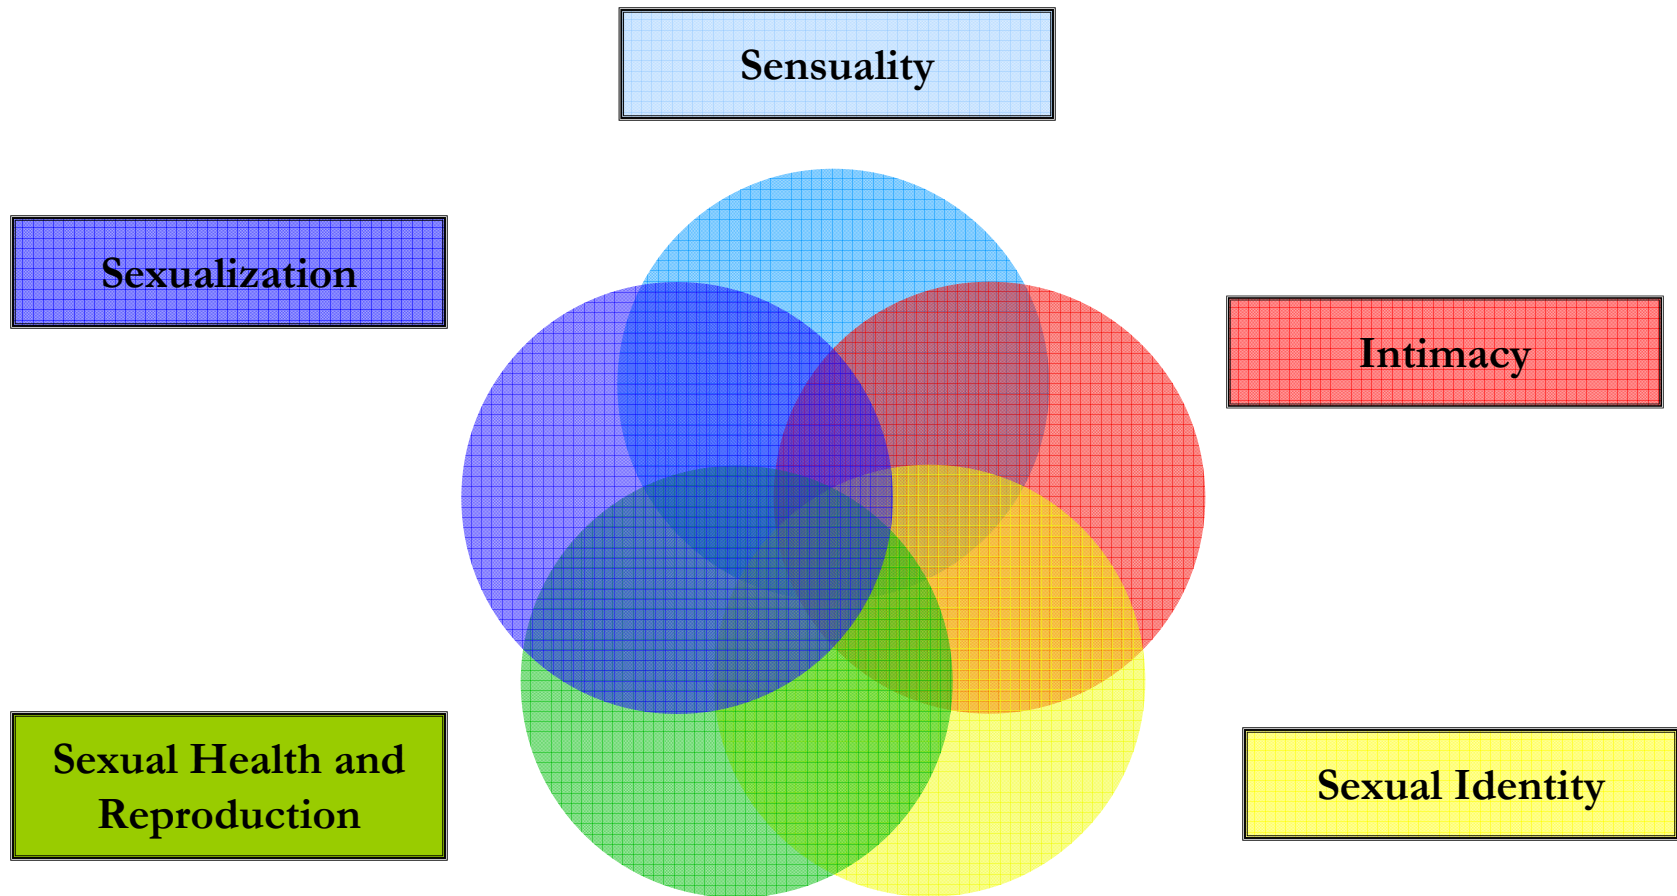 Sensuality
Sexualization
Intimacy
Sexual Health and
Reproduction
Sexual Identity